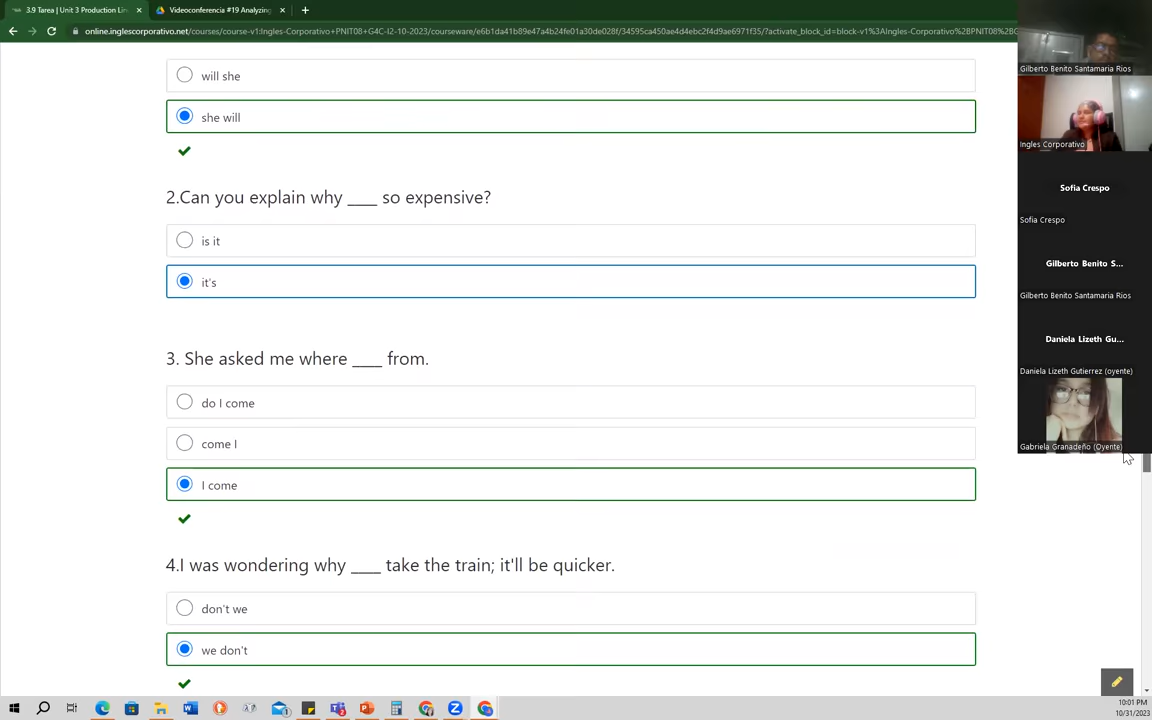 3.9 Tarea | Unit 3 Production Lin
Videoconferencia #19 Analyzing
online.inglescorporativo.net/courses/course-v1:Ingles-Corporativo+PNIT08+G4C-I2-10-2023/courseware/e6b1da41b89e47a4b24fe01a30de028f/34595ca450ae4d4ebc2f4d9ae6971f35/?activate_block_id=block-v1%3AIngles-Corporativo%2BPNIT08%2BG
Gilberto Benito Santamaria Rios
will she
she will
Ingles Corporativo
Sofia Crespo
2.Can you explain why ____ so expensive?
Sofia Crespo
is it
Gilberto Benito S...
it's
Gilberto Benito Santamaria Rios
Daniela Lizeth Gu...
3. She asked me where ____ from.
Daniela Lizeth Gutierrez (oyente)
do I come
come I
Gabriela Granadeño (Oyente)
I come
4.I was wondering why ____ take the train; it'll be quicker.
don't we
we don't
10:01 PM
10/31/2023